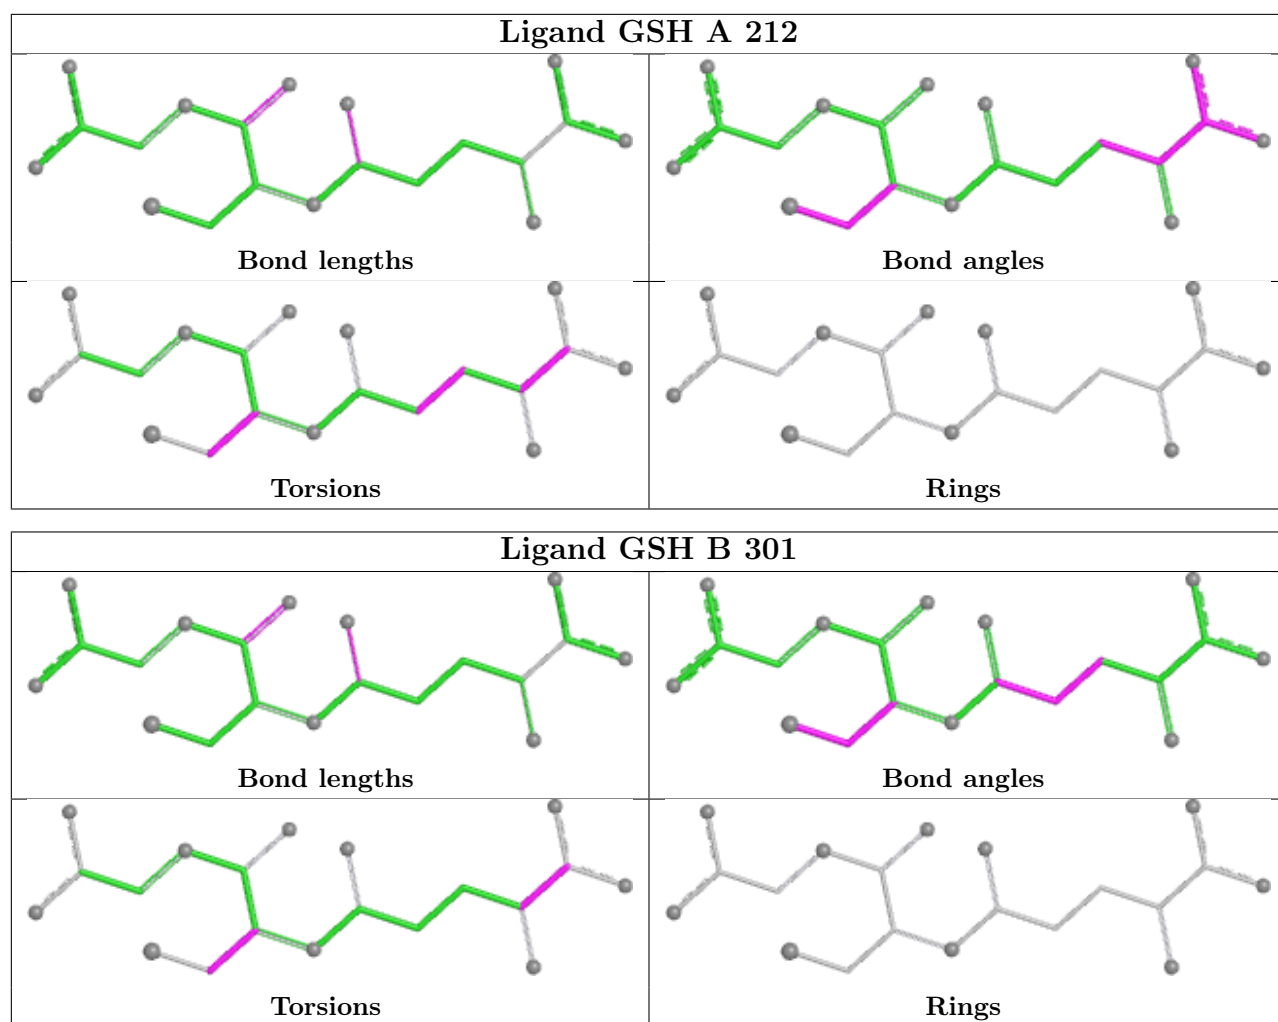 Ligand GSH A 212
Bond lengths
Bond angles
Torsions
Rings
Ligand GSH B 301
Bond lengths
Bond angles
Torsions
Rings